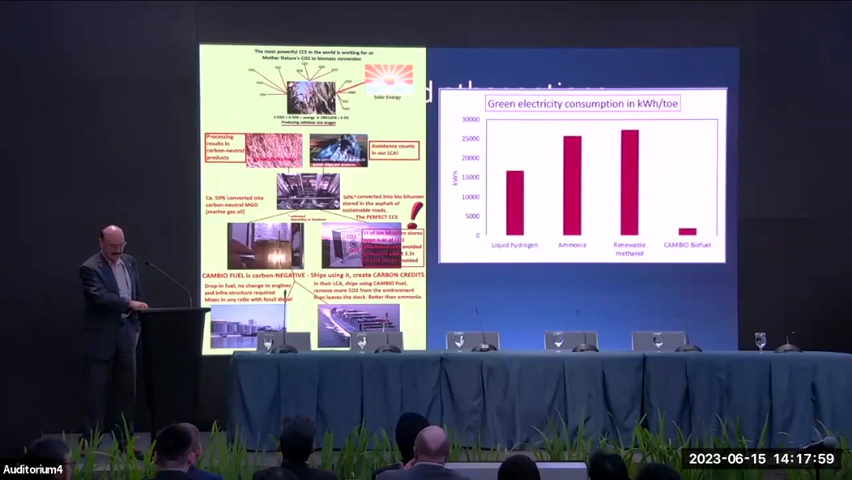 The most powerful CCS in the world is working for us
Mother Nature's CO2 to biomass conversion
Solar Energy
Producing cellulose and oxygen
Processing
results in
carbon-neutral
products
Avoidance counts
in our LCA!
Ca. 50% converted into
carbon-neutral MGO
(marine gas oil)
50% converted into bio bitumen
stored in the asphalt of
sustainable roads.
The PERFECT CCS
!
CAMBIO FUEL is carbon-NEGATIVE - Ships using it, create CARBON CREDITS
Drop-in fuel, no change to engines
and infra-structure required
Mixes in any ratio with fossil diesel
In their LCA, ships using CAMBIO Fuel,
remove more CO2 from the environment
than leaves the stack. Better than ammonia.
Green electricity consumption in kWh/toe
30000
25000
20000
15000
10000
5000
0
kWh
Liquid hydrogen
Ammonia
Renewable
methanol
CAMBIO Biofuel
Auditorium4
2023-06-15 14:17:59